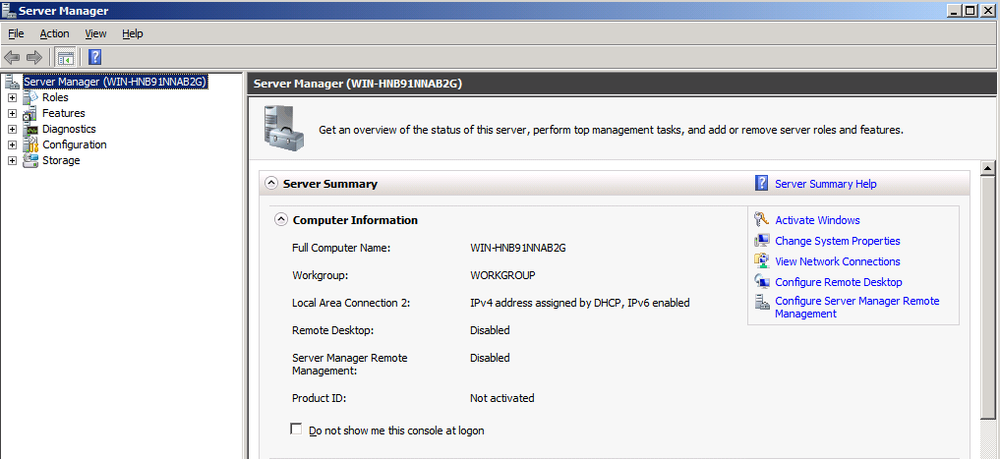 Server Manager
File Action View Help
Server Manager (WIN-HNB91NNAB2G)
Roles
Features
Diagnostics
Configuration
Storage
Server Manager (WIN-HNB91NNAB2G)
Get an overview of the status of this server, perform top management tasks, and add or remove server roles and features.
Server Summary
Server Summary Help
Computer Information
Full Computer Name: WIN-HNB91NNAB2G
Workgroup: WORKGROUP
Local Area Connection 2: IPv4 address assigned by DHCP, IPv6 enabled
Remote Desktop: Disabled
Server Manager Remote Disabled
Management:
Product ID: Not activated
Do not show me this console at logon
Activate Windows
Change System Properties
View Network Connections
Configure Remote Desktop
Configure Server Manager Remote
Management